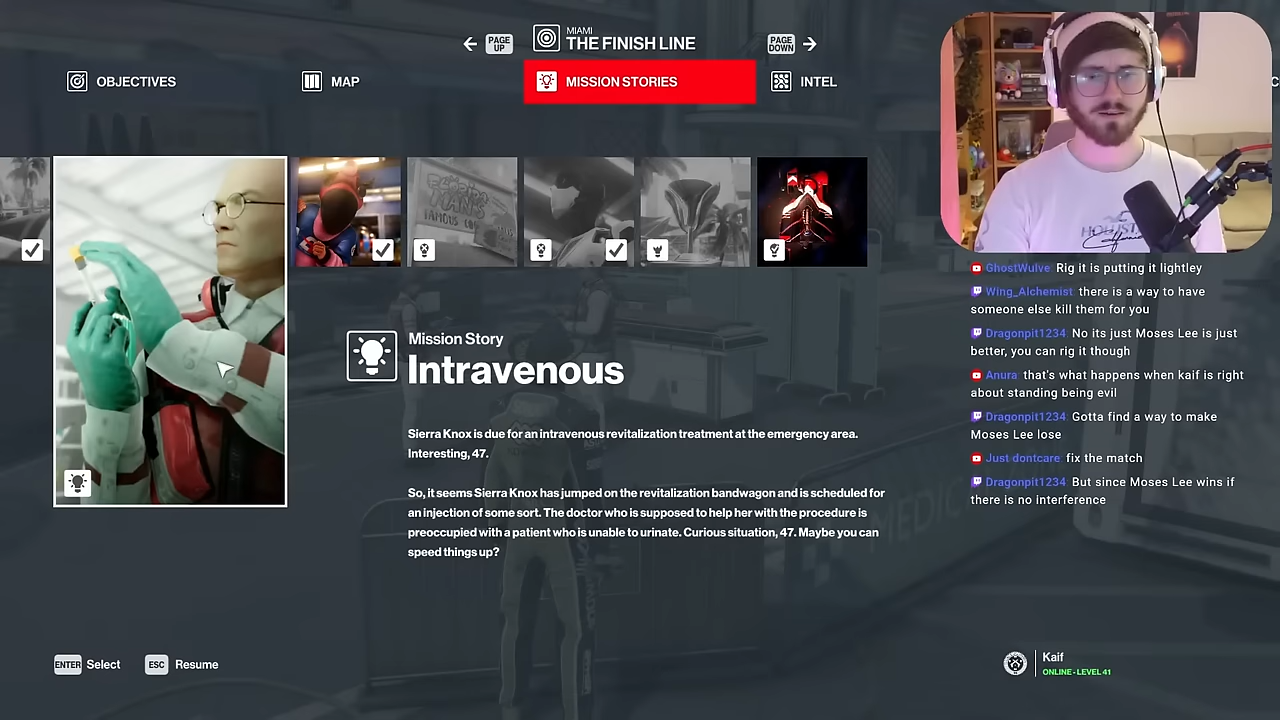 PAGE UP
MIAMI
THE FINISH LINE
PAGE DOWN
OBJECTIVES
MAP
MISSION STORIES
INTEL
C
Mission Story
Intravenous
Sierra Knox is due for an intravenous revitalization treatment at the emergency area.
Interesting, 47.
So, it seems Sierra Knox has jumped on the revitalization bandwagon and is scheduled for
an injection of some sort. The doctor who is supposed to help her with the procedure is
preoccupied with a patient who is unable to urinate. Curious situation, 47. Maybe you can
speed things up?
GhostWulve: Rig it is putting it lightley
Wing_Alchemist: there is a way to have
someone else kill them for you
Dragonpit1234: No its just Moses Lee is just
better, you can rig it though
Anura: that's what happens when kaif is right
about standing being evil
Dragonpit1234: Gotta find a way to make
Moses Lee lose
Just dontcare: fix the match
Dragonpit1234: But since Moses Lee wins if
there is no interference
ENTER Select
ESC Resume
Kaif
ONLINE - LEVEL 41